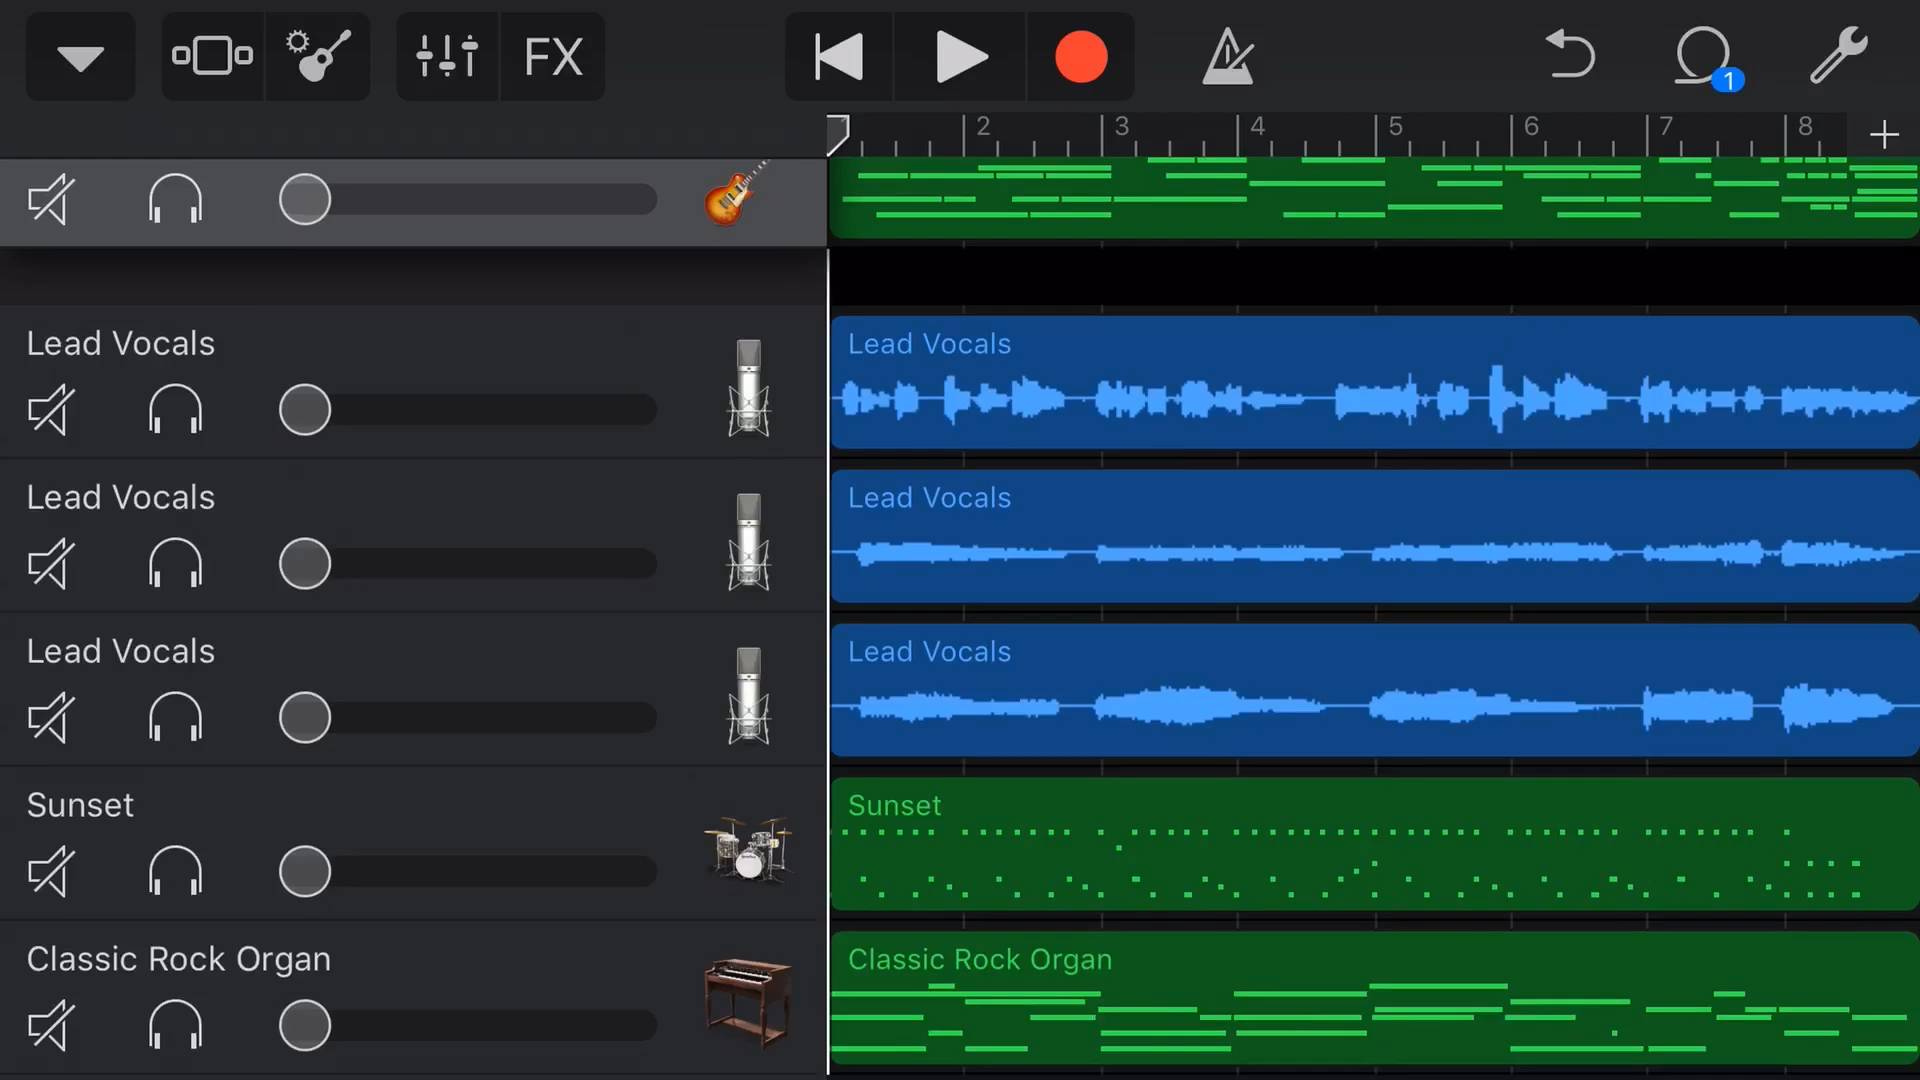 FX
1
2 3 4 5 6 7 8
Lead Vocals
Lead Vocals
Lead Vocals
Lead Vocals
Lead Vocals
Lead Vocals
Sunset
Sunset
Classic Rock Organ
Classic Rock Organ